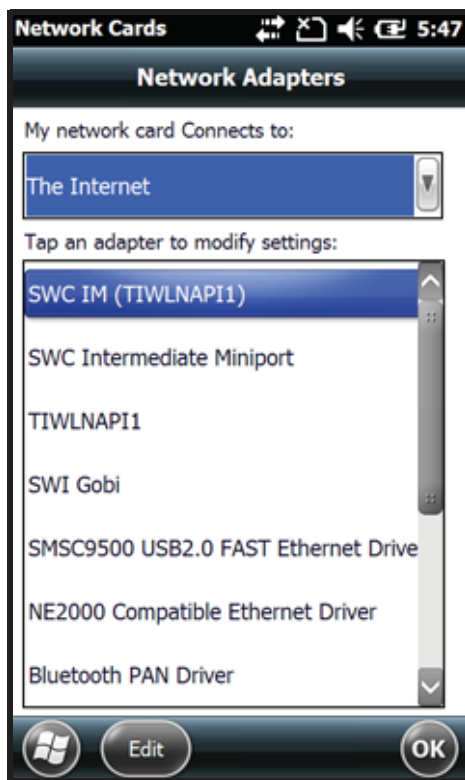 Network Cards 5:47
Network Adapters
My network card Connects to:
The Internet
Tap an adapter to modify settings:
SWC IM (TIWLNAPI1)
SWC Intermediate Miniport
TIWLNAPI1
SWI Gobi
SMSC9500 USB2.0 FAST Ethernet Drive
NE2000 Compatible Ethernet Driver
Bluetooth PAN Driver
Edit OK